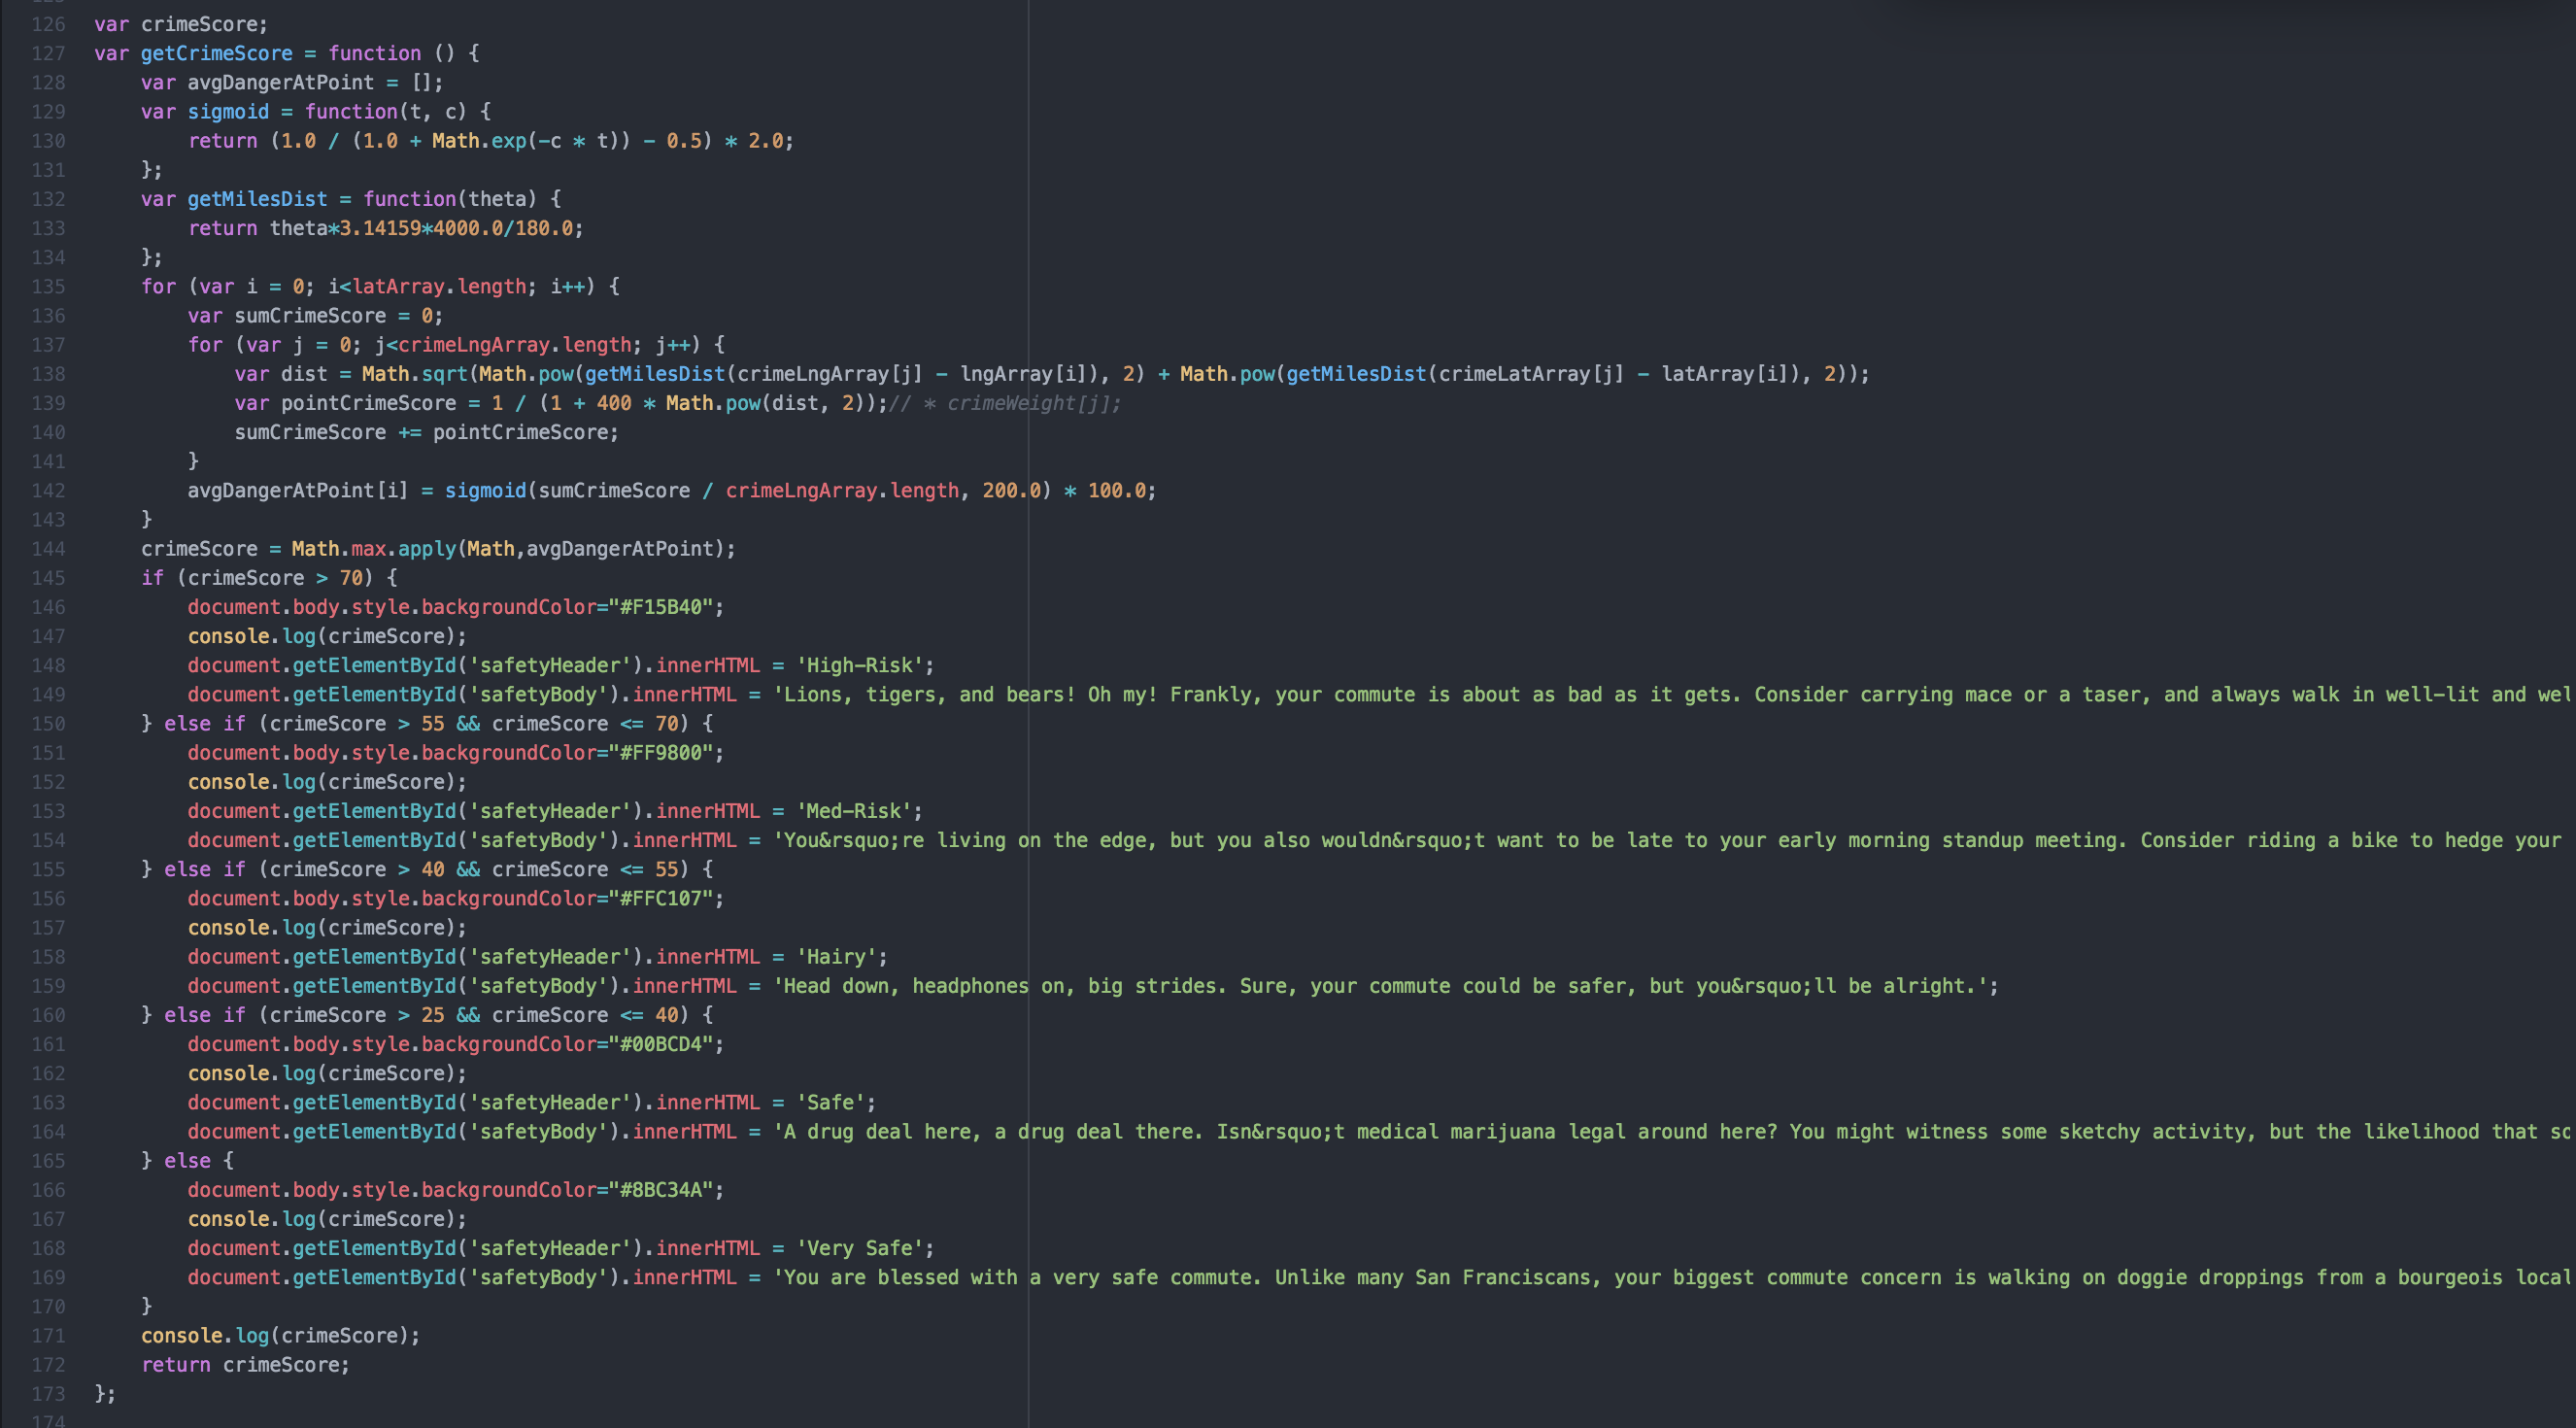 126 var crimeScore;
127 var getCrimeScore = function () {
128     var avgDangerAtPoint = [];
129     var sigmoid = function(t, c) {
130         return (1.0 / (1.0 + Math.exp(-c * t)) - 0.5) * 2.0;
131     };
132     var getMilesDist = function(theta) {
133         return theta*3.14159*4000.0/180.0;
134     };
135     for (var i = 0; i<latArray.length; i++) {
136         var sumCrimeScore = 0;
137         for (var j = 0; j<crimeLngArray.length; j++) {
138             var dist = Math.sqrt(Math.pow(getMilesDist(crimeLngArray[j] - lngArray[i]), 2) + Math.pow(getMilesDist(crimeLatArray[j] - latArray[i]), 2));
139             var pointCrimeScore = 1 / (1 + 400 * Math.pow(dist, 2));// * crimeWeight[j];
140             sumCrimeScore += pointCrimeScore;
141         }
142         avgDangerAtPoint[i] = sigmoid(sumCrimeScore / crimeLngArray.length, 200.0) * 100.0;
143     }
144     crimeScore = Math.max.apply(Math,avgDangerAtPoint);
145     if (crimeScore > 70) {
146         document.body.style.backgroundColor="#F15B40";
147         console.log(crimeScore);
148         document.getElementById('safetyHeader').innerHTML = 'High-Risk';
149         document.getElementById('safetyBody').innerHTML = 'Lions, tigers, and bears! Oh my! Frankly, your commute is about as bad as it gets. Consider carrying mace or a taser, and always walk in well-lit and wel
150     } else if (crimeScore > 55 && crimeScore <= 70) {
151         document.body.style.backgroundColor="#FF9800";
152         console.log(crimeScore);
153         document.getElementById('safetyHeader').innerHTML = 'Med-Risk';
154         document.getElementById('safetyBody').innerHTML = 'You&rsquo;re living on the edge, but you also wouldn&rsquo;t want to be late to your early morning standup meeting. Consider riding a bike to hedge your
155     } else if (crimeScore > 40 && crimeScore <= 55) {
156         document.body.style.backgroundColor="#FFC107";
157         console.log(crimeScore);
158         document.getElementById('safetyHeader').innerHTML = 'Hairy';
159         document.getElementById('safetyBody').innerHTML = 'Head down, headphones on, big strides. Sure, your commute could be safer, but you&rsquo;ll be alright.';
160     } else if (crimeScore > 25 && crimeScore <= 40) {
161         document.body.style.backgroundColor="#00BCD4";
162         console.log(crimeScore);
163         document.getElementById('safetyHeader').innerHTML = 'Safe';
164         document.getElementById('safetyBody').innerHTML = 'A drug deal here, a drug deal there. Isn&rsquo;t medical marijuana legal around here? You might witness some sketchy activity, but the likelihood that
165     } else {
166         document.body.style.backgroundColor="#8BC34A";
167         console.log(crimeScore);
168         document.getElementById('safetyHeader').innerHTML = 'Very Safe';
169         document.getElementById('safetyBody').innerHTML = 'You are blessed with a very safe commute. Unlike many San Franciscans, your biggest commute concern is walking on doggie droppings from a bourgeois local
170     }
171     console.log(crimeScore);
172     return crimeScore;
173 };
174